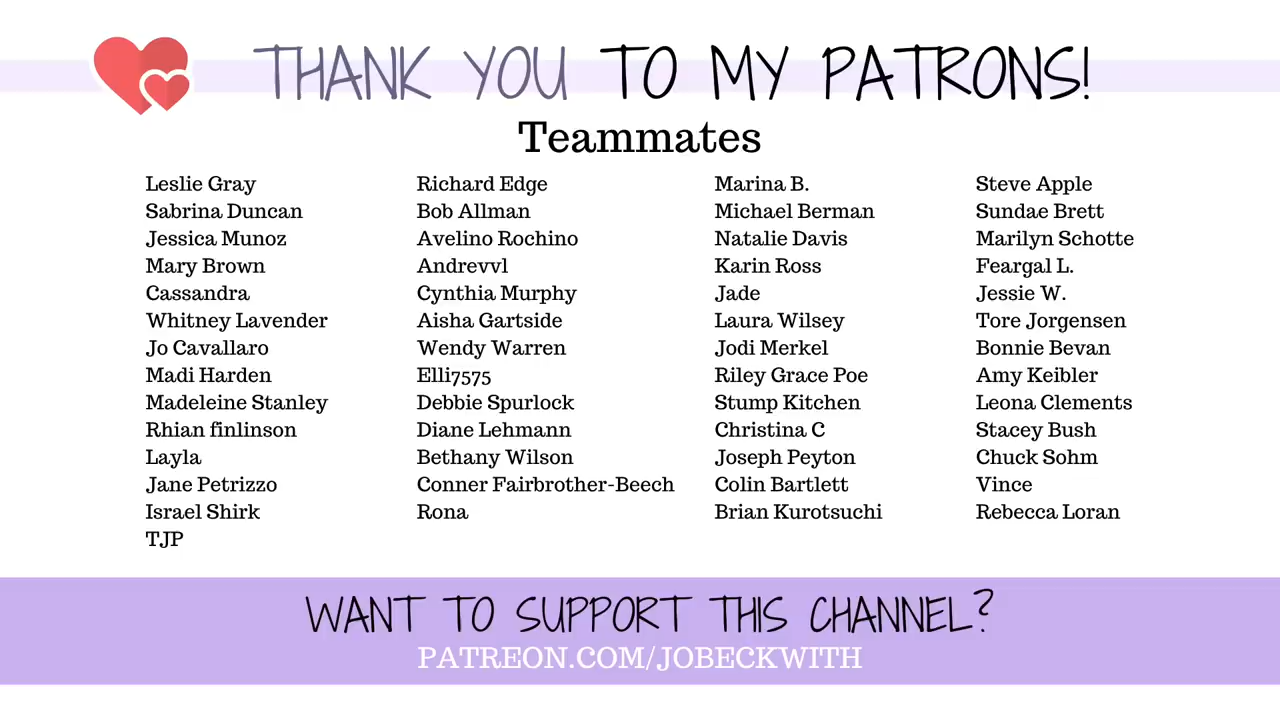 THANK YOU TO MY PATRONS!
Teammates
Leslie Gray
Sabrina Duncan
Jessica Munoz
Mary Brown
Cassandra
Whitney Lavender
Jo Cavallaro
Madi Harden
Madeleine Stanley
Rhian finlinson
Layla
Jane Petrizzo
Israel Shirk
TJP
Richard Edge
Bob Allman
Avelino Rochino
Andrevvl
Cynthia Murphy
Aisha Gartside
Wendy Warren
Elli7575
Debbie Spurlock
Diane Lehmann
Bethany Wilson
Conner Fairbrother-Beech
Rona
Marina B.
Michael Berman
Natalie Davis
Karin Ross
Jade
Laura Wilsey
Jodi Merkel
Riley Grace Poe
Stump Kitchen
Christina C
Joseph Peyton
Colin Bartlett
Brian Kurotsuchi
Steve Apple
Sundae Brett
Marilyn Schotte
Feargal L.
Jessie W.
Tore Jorgensen
Bonnie Bevan
Amy Keibler
Leona Clements
Stacey Bush
Chuck Sohm
Vince
Rebecca Loran
WANT TO SUPPORT THIS CHANNEL?
PATREON.COM/JOBECKWITH